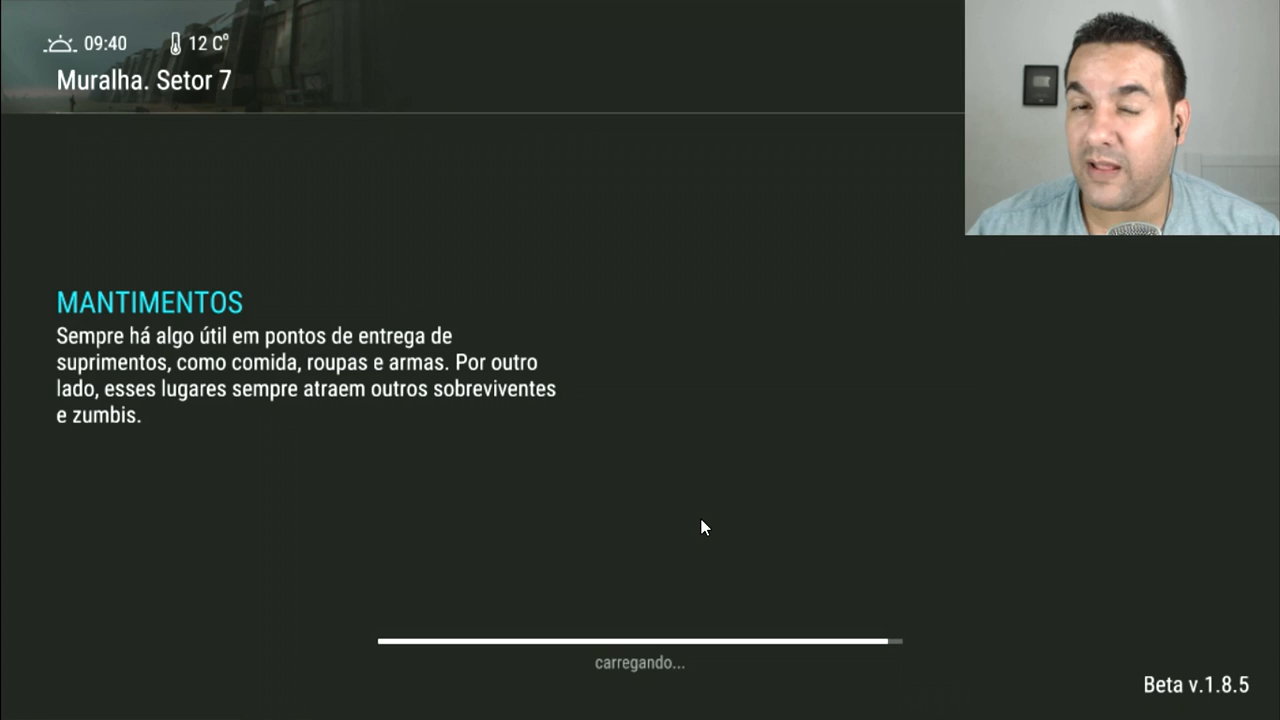 09:40 12 Cº
Muralha. Setor 7
MANTIMENTOS
Sempre há algo útil em pontos de entrega de
suprimentos, como comida, roupas e armas. Por outro
lado, esses lugares sempre atraem outros sobreviventes
e zumbis.
carregando...
Beta v.1.8.5